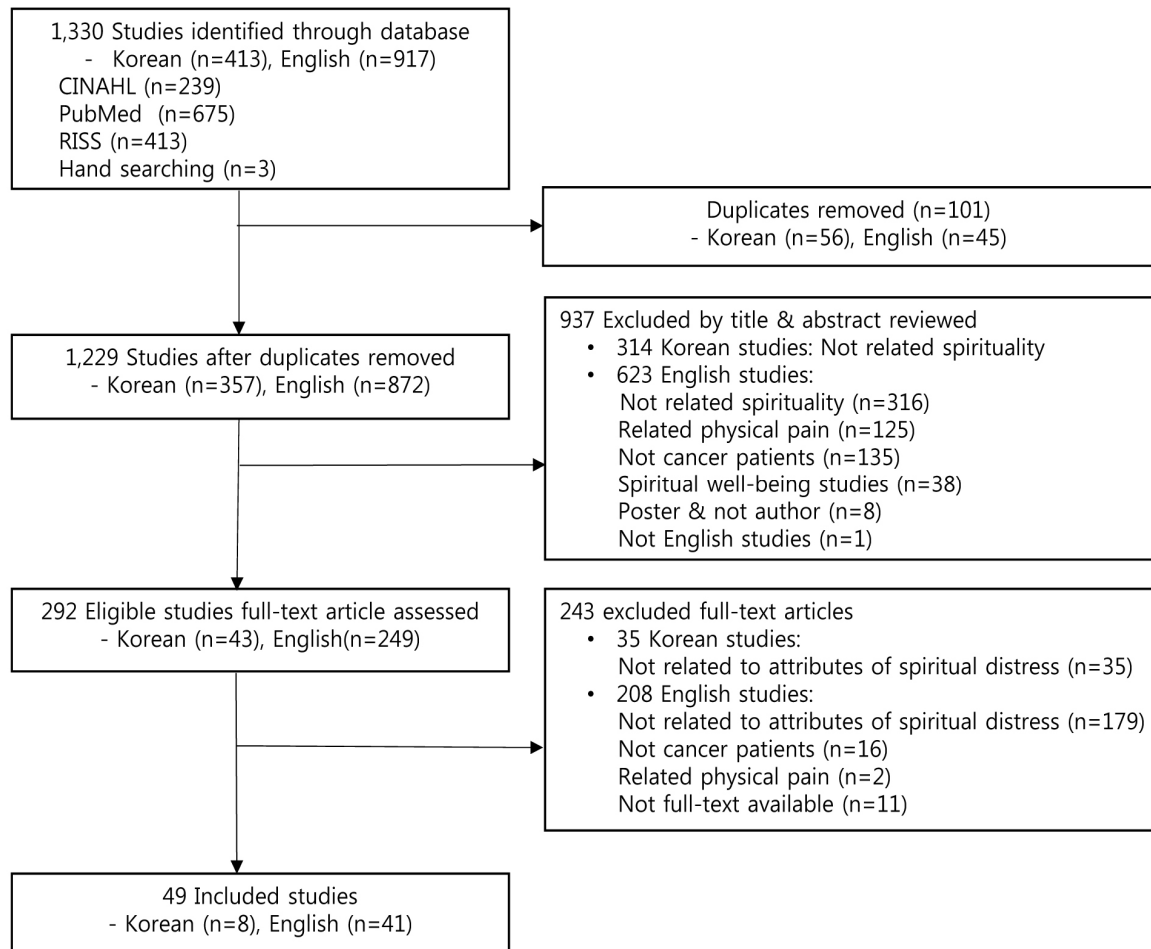 1,330 Studies identified through database
- Korean (n=413), English (n=917)
CINAHL (n=239)
PubMed (n=675)
RISS (n=413)
Hand searching (n=3)
Duplicates removed (n=101)
- Korean (n=56), English (n=45)
1,229 Studies after duplicates removed
- Korean (n=357), English (n=872)
937 Excluded by title & abstract reviewed
• 314 Korean studies: Not related spirituality
• 623 English studies:
Not related spirituality (n=316)
Related physical pain (n=125)
Not cancer patients (n=135)
Spiritual well-being studies (n=38)
Poster & not author (n=8)
Not English studies (n=1)
292 Eligible studies full-text article assessed
- Korean (n=43), English(n=249)
243 excluded full-text articles
• 35 Korean studies:
Not related to attributes of spiritual distress (n=35)
• 208 English studies:
Not related to attributes of spiritual distress (n=179)
Not cancer patients (n=16)
Related physical pain (n=2)
Not full-text available (n=11)
49 Included studies
- Korean (n=8), English (n=41)